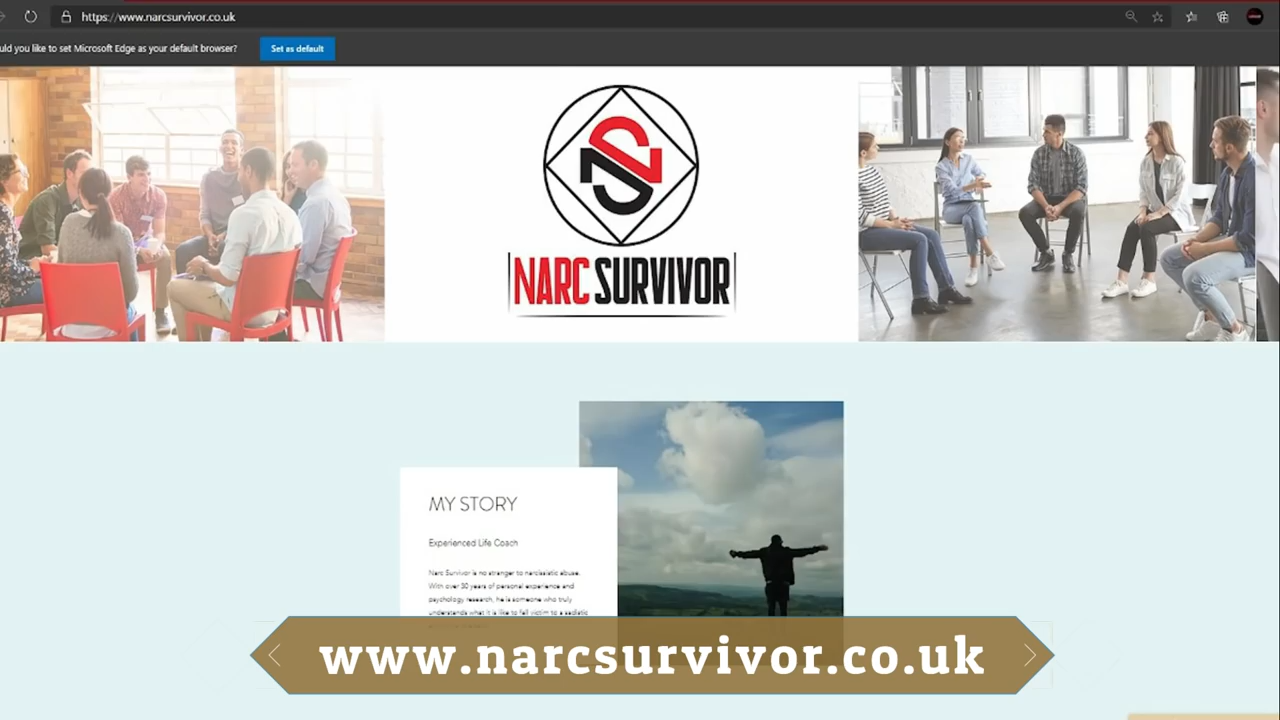 https://www.narcsurvivor.co.uk
uld you like to set Microsoft Edge as your default browser?
Set as default
NARC SURVIVOR
MY STORY
Experienced Life Coach
Narc Survivor is no stranger to narcissistic abuse.
With over 30 years of personal experience and
psychology research, he is someone who truly
understands what it is like to fall victim to a sadistic
www.narcsurvivor.co.uk